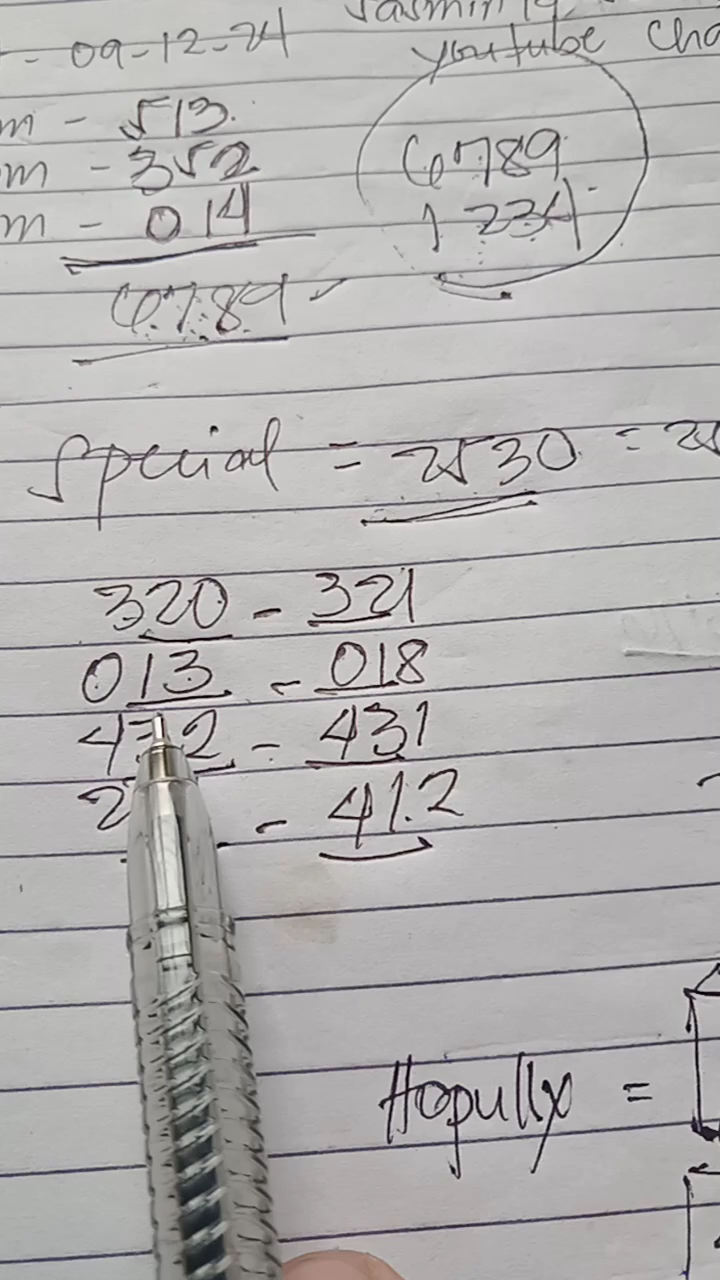 - 09-12-24
youtube
m - 513
m - 352
m - 014
6789
1234
6789
Special = 2530 =
320 - 321
013 - 018
432 - 431
2 - 412
Hopully =